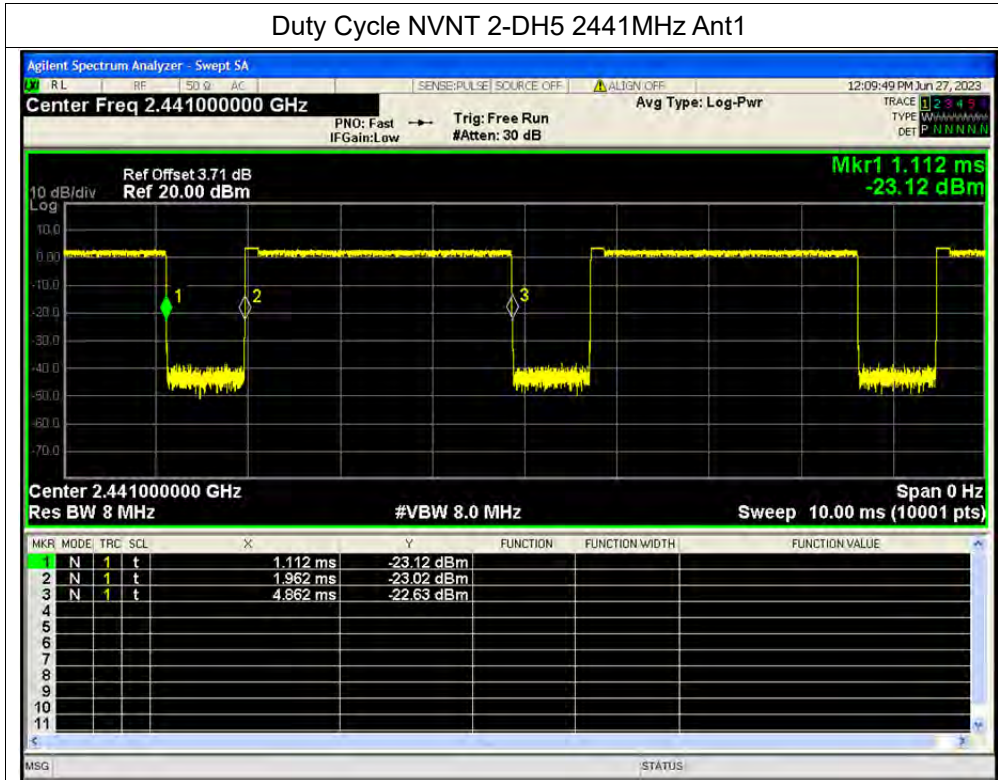 Duty Cycle NVNT 2-DH5 2441MHz Ant1
Agilent Spectrum Analyzer - Swept SA
LXI RL RF 50 Ω AC SENSE:PULSE SOURCE OFF ALIGN OFF 12:09:49 PM Jun 27, 2023
Center Freq 2.441000000 GHz Avg Type: Log-Pwr TRACE 1 2 3 4 5 6
PNO: Fast Trig: Free Run TYPE W
IFGain:Low #Atten: 30 dB DET P N N N N N
Mkr1 1.112 ms
Ref Offset 3.71 dB
10 dB/div Ref 20.00 dBm -23.12 dBm
Log
10.0
0.00
-10.0
1 2 3
-20.0
-30.0
-40.0
-50.0
-60.0
-70.0
Center 2.441000000 GHz Span 0 Hz
Res BW 8 MHz #VBW 8.0 MHz Sweep 10.00 ms (10001 pts)
MKR MODE TRC SCL X Y FUNCTION FUNCTION WIDTH FUNCTION VALUE
1 N 1 t 1.112 ms -23.12 dBm
2 N 1 t 1.962 ms -23.02 dBm
3 N 1 t 4.862 ms -22.63 dBm
4
5
6
7
8
9
10
11
MSG STATUS